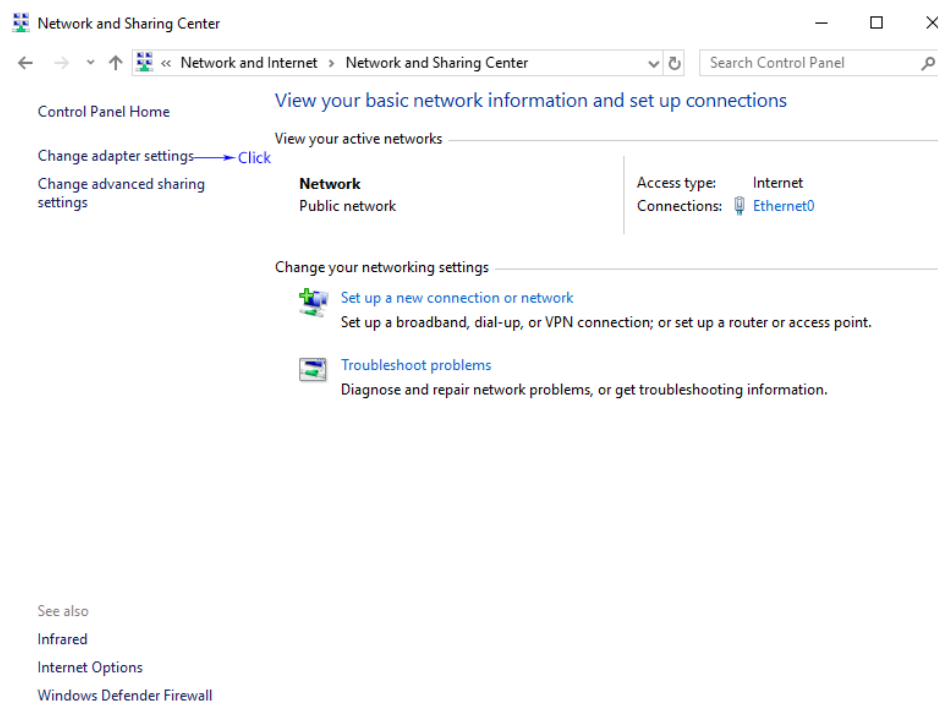 Network and Sharing Center
« Network and Internet › Network and Sharing Center
Search Control Panel
Control Panel Home
Change adapter settings
Click
Change advanced sharing
settings
View your basic network information and set up connections
View your active networks
Network
Public network
Access type: Internet
Connections: Ethernet0
Change your networking settings
Set up a new connection or network
Set up a broadband, dial-up, or VPN connection; or set up a router or access point.
Troubleshoot problems
Diagnose and repair network problems, or get troubleshooting information.
See also
Infrared
Internet Options
Windows Defender Firewall